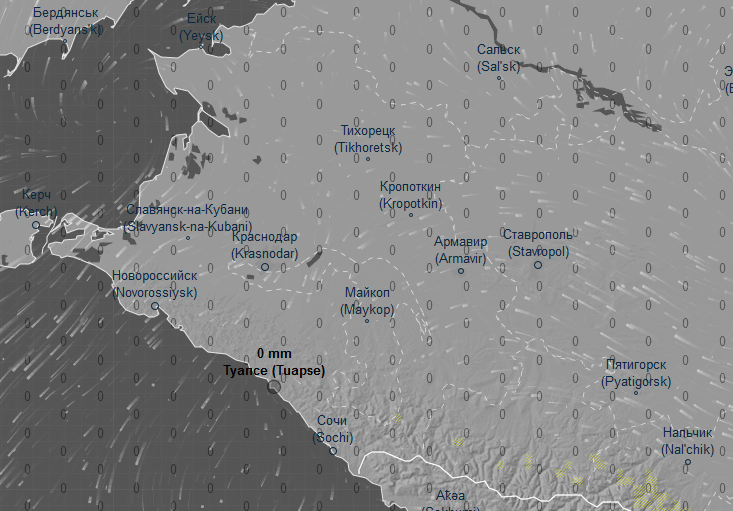 Бердянськ
(Berdyans'k)
Ейск
(Yeysk)
Сальск
(Sal'sk)
Тихорецк
(Tikhoretsk)
Керч
(Kerch)
Кропоткин
(Kropotkin)
Славянск-на-Кубани
(Slavyansk-na-Kubani)
Краснодар
(Krasnodar)
Армавир
(Armavir)
Ставрополь
(Stavropol)
Новороссийск
(Novorossiysk)
Майкоп
(Maykop)
0 mm
Туапсе (Tuapse)
Пятигорск
(Pyatigorsk)
Сочи
(Sochi)
Нальчик
(Nal'chik)
Аҟәа